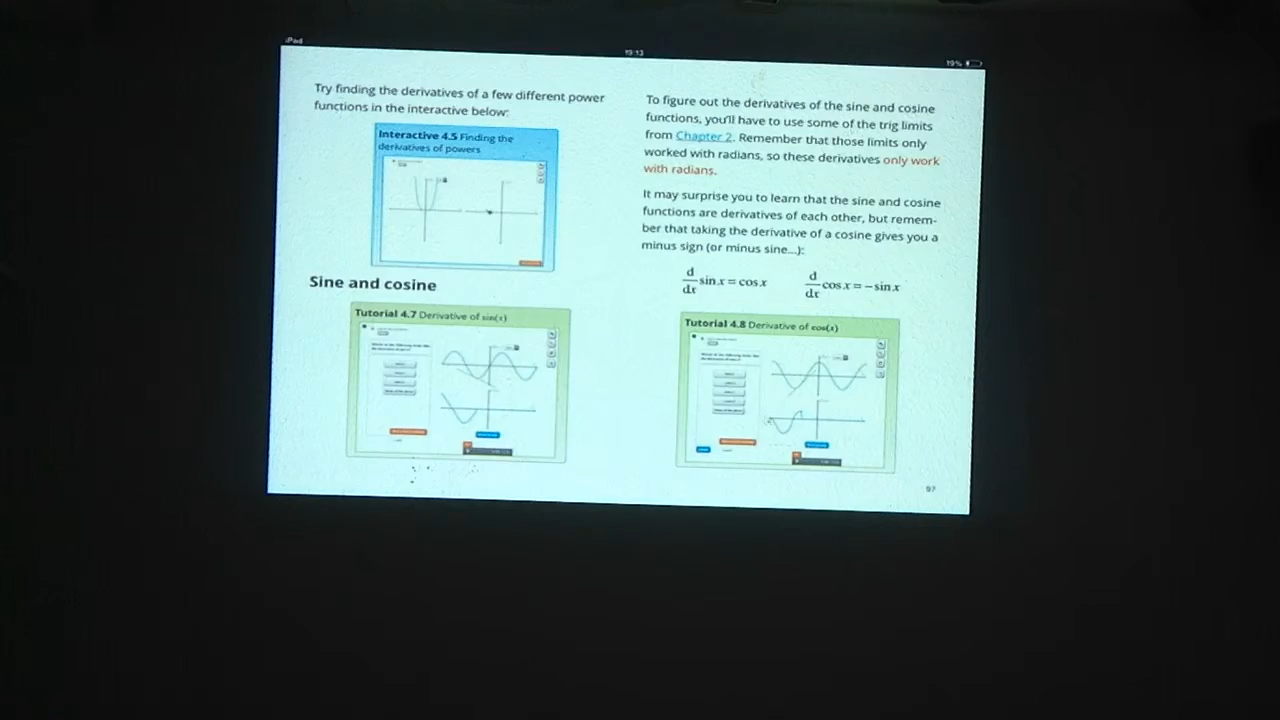 iPad
19:13
19%
Try finding the derivatives of a few different power
functions in the interactive below:
Interactive 4.5 Finding the
derivatives of powers
Sine and cosine
Tutorial 4.7 Derivative of sin(x)
To figure out the derivatives of the sine and cosine
functions, you'll have to use some of the trig limits
from Chapter 2. Remember that those limits only
worked with radians, so these derivatives only work
with radians.
It may surprise you to learn that the sine and cosine
functions are derivatives of each other, but remem-
ber that taking the derivative of a cosine gives you a
minus sign (or minus sine...):
d/dx sin x = cos x    d/dx cos x = −sin x
Tutorial 4.8 Derivative of cos(x)
97